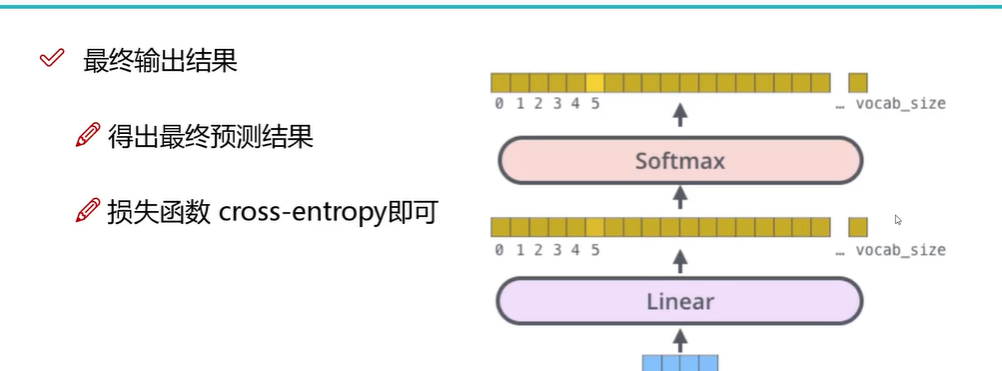 最终输出结果
得出最终预测结果
损失函数 cross-entropy即可
0 1 2 3 4 5 … vocab_size
Softmax
0 1 2 3 4 5 … vocab_size
Linear